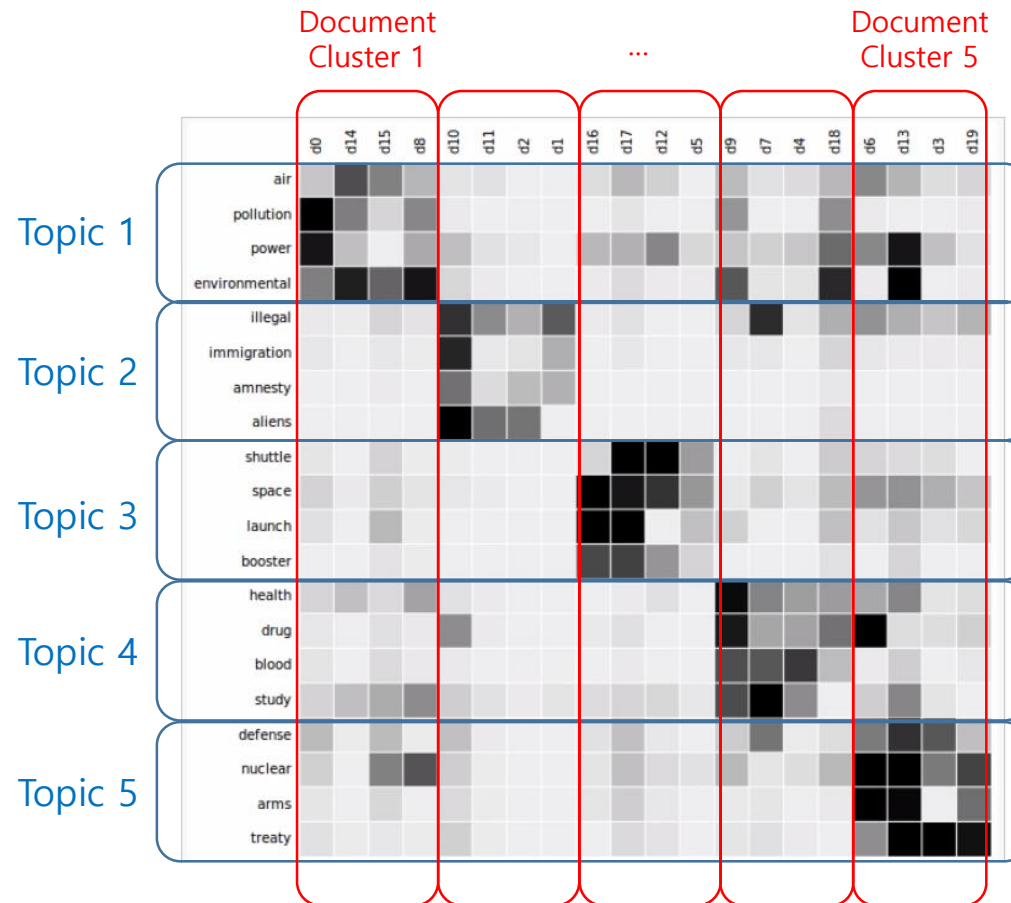 Document
Cluster 1
...
Document
Cluster 5
d0 d14 d15 d8 d10 d11 d2 d1 d16 d17 d12 d5 d9 d7 d4 d18 d6 d13 d3 d19
Topic 1
air
pollution
power
environmental
Topic 2
illegal
immigration
amnesty
aliens
Topic 3
shuttle
space
launch
booster
Topic 4
health
drug
blood
study
Topic 5
defense
nuclear
arms
treaty